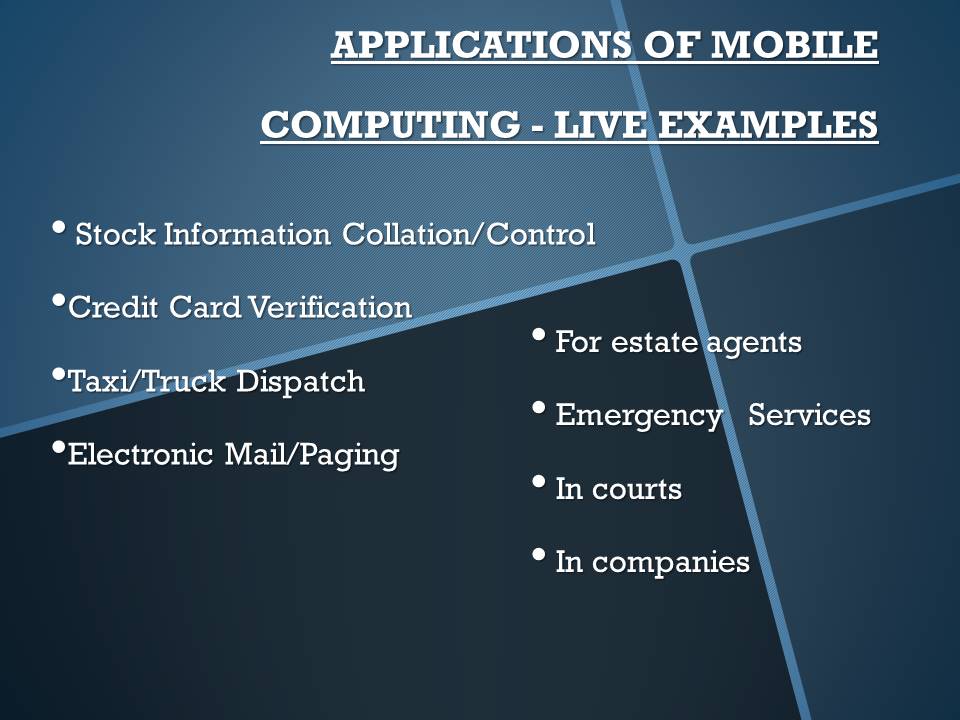 APPLICATIONS OF MOBILE
COMPUTING - LIVE EXAMPLES
• Stock Information Collation/Control
•Credit Card Verification
•Taxi/Truck Dispatch
•Electronic Mail/Paging
• For estate agents
• Emergency Services
• In courts
• In companies